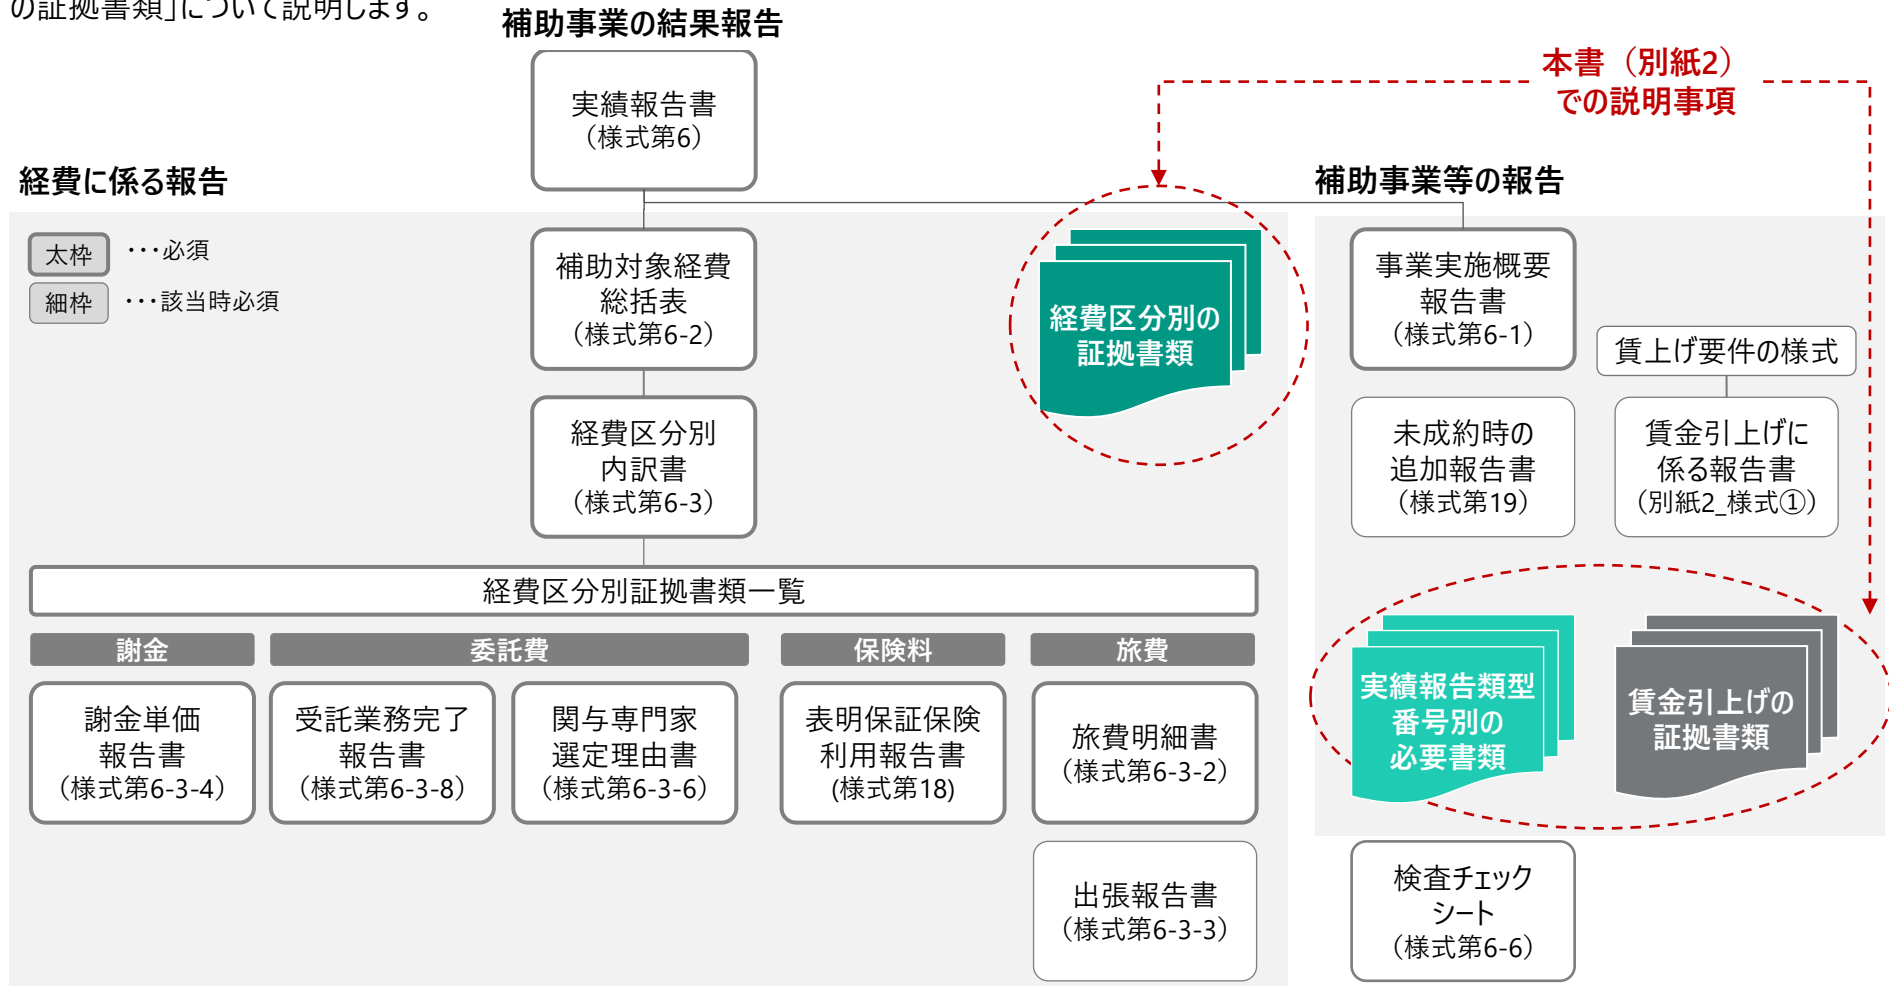 の証拠書類」について説明します。
補助事業の結果報告
本書（別紙2）
での説明事項
実績報告書
（様式第6）
経費に係る報告
補助事業等の報告
太枠
・・・必須
細枠
・・・該当時必須
補助対象経費
総括表
（様式第6-2）
経費区分別の
証拠書類
事業実施概要
報告書
（様式第6-1）
賃上げ要件の様式
経費区分別
内訳書
（様式第6-3）
未成約時の
追加報告書
（様式第19）
賃金引上げに
係る報告書
（別紙2_様式①）
経費区分別証拠書類一覧
謝金
委託費
保険料
旅費
謝金単価
報告書
（様式第6-3-4）
受託業務完了
報告書
（様式第6-3-8）
関与専門家
選定理由書
（様式第6-3-6）
表明保証保険
利用報告書
(様式第18)
旅費明細書
（様式第6-3-2）
実績報告類型
番号別の
必要書類
賃金引上げの
証拠書類
出張報告書
（様式第6-3-3）
検査チェック
シート
（様式第6-6）